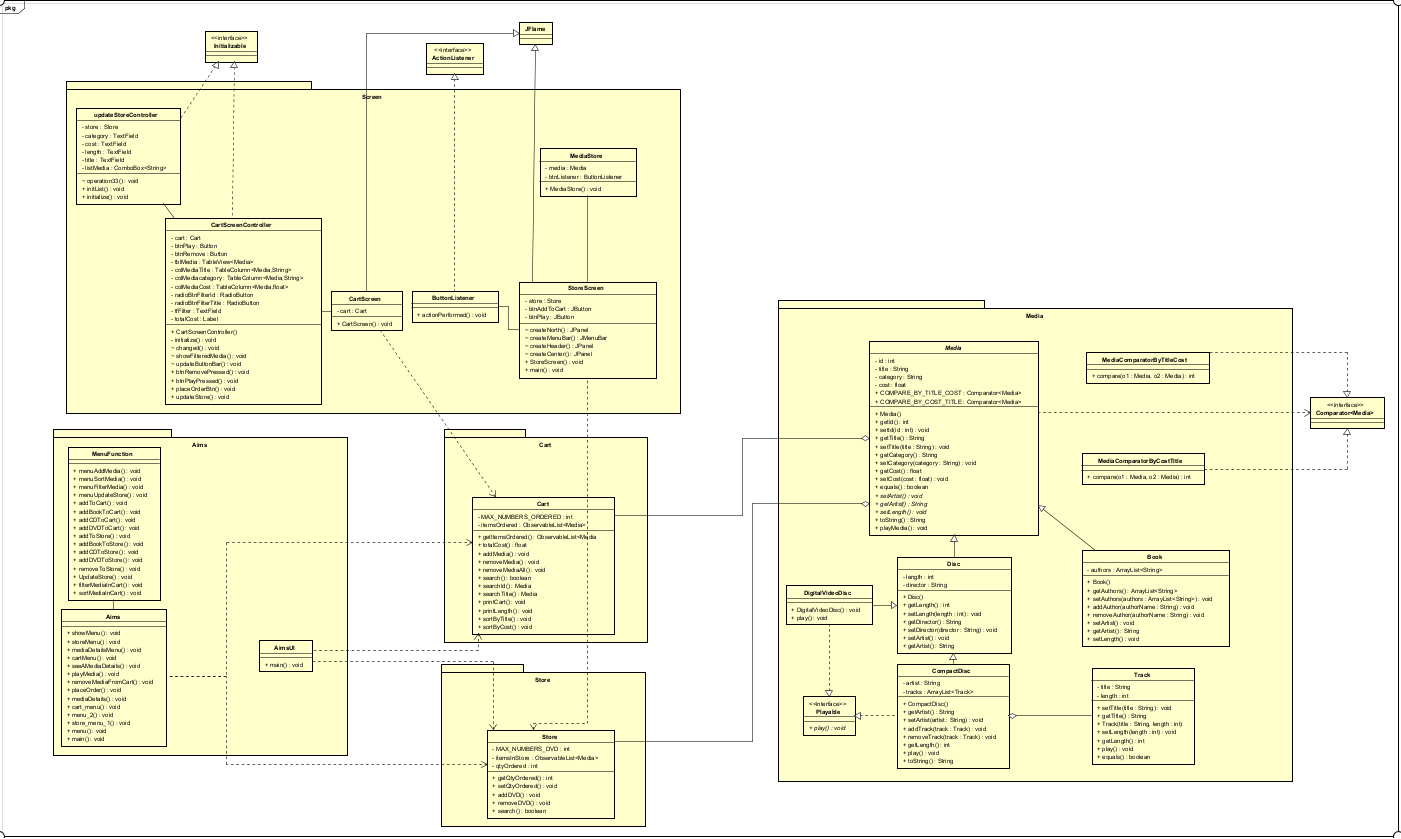 pkg
JFlame
<<interface>>
Initializable
<<interface>>
ActionListener
Screen
updateStoreController
- store : Store
- category : TextField
- cost : TextField
- length : TextField
- title : TextField
- listMedia : ComboBox<String>
~ operation33() : void
+ initList() : void
+ initialize() : void
MediaStore
- media : Media
- btnListener : ButtonListener
+ MediaStore() : void
CartScreenController
- cart : Cart
- btnPlay : Button
- btnRemove : Button
- tblMedia : TableView<Media>
- colMediaTitle : TableColumn<Media,String>
- colMediacategory : TableColumn<Media,String>
- colMediaCost : TableColumn<Media,float>
- radioBtnFilterId : RadioButton
- radioBtnFilterTitle : RadioButton
- tfFilter : TextField
- totalCost : Label
+ CartScreenController()
- initialize() : void
~ changed() : void
~ showFilteredMedia() : void
~ updateButtonBar() : void
+ btnRemovePressed() : void
+ btnPlayPressed() : void
+ placeOrderBtn() : void
+ updateStore() : void
CartScreen
- cart : Cart
+ CartScreen() : void
ButtonListener
+ actionPerformed() : void
StoreScreen
- store : Store
- btnAddToCart : JButton
- btnPlay : JButton
~ createNorth() : JPanel
~ createMenuBar() : JMenuBar
~ createHeader() : JPanel
~ createCenter() : JPanel
+ StoreScreen() : void
+ main() : void
Aims
MenuFunction
+ menuAddMedia() : void
+ menuSortMedia() : void
+ menuFilterMedia() : void
+ menuUpdateStore() : void
+ addToCart() : void
+ addBookToCart() : void
+ addCDToCart() : void
+ addDVDToCart() : void
+ addToStore() : void
+ addBookToStore() : void
+ addCDToStore() : void
+ addDVDToStore() : void
+ removeToStore() : void
+ UpdateStore() : void
+ filterMediaInCart() : void
+ sortMediaInCart() : void
Aims
+ showMenu() : void
+ storeMenu() : void
+ mediaDetailsMenu() : void
+ cartMenu() : void
+ seeAMediaDetails() : void
+ playMedia() : void
+ removeMediaFromCart() : void
+ placeOrder() : void
+ mediaDetails() : void
+ cart_menu() : void
+ menu_2() : void
+ store_menu_1() : void
+ menu() : void
+ main() : void
AimsUI
+ main() : void
Cart
Cart
- MAX_NUMBERS_ORDERED : int
- itemsOrdered : ObservableList<Media>
+ getItemsOrdered() : ObservableList<Media
+ totalCost() : float
+ addMedia() : void
+ removeMedia() : void
+ removeMediaAll() : void
+ search() : boolean
+ searchId() : Media
+ searchTitle() : Media
+ printCart() : void
+ printLength() : void
+ sortByTitle() : void
+ sortByCost() : void
Store
Store
- MAX_NUMBERS_DVD : int
- itemsInStore : ObservableList<Media>
- qtyOrdered : int
+ getQtyOrdered() : int
+ setQtyOrdered() : void
+ addDVD() : void
+ removeDVD() : void
+ search() : boolean
Media
Media
- id : int
- title : String
- category : String
- cost : float
+ COMPARE_BY_TITLE_COST : Comparator<Media>
+ COMPARE_BY_COST_TITLE : Comparator<Media>
+ Media()
+ getId() : int
+ setId(id : int) : void
+ getTitle() : String
+ setTitle(title : String) : void
+ getCategory() : String
+ setCategory(category : String) : void
+ getCost() : float
+ setCost(cost : float) : void
+ equals() : boolean
+ setArtist() : void
+ getArtist() : String
+ setLength() : void
+ toString() : String
+ playMedia() : void
MediaComparatorByTitleCost
+ compare(o1 : Media, o2 : Media) : int
<<interface>>
Comparator<Media>
MediaComparatorByCostTitle
+ compare(o1 : Media, o2 : Media) : int
Disc
- length : int
- director : String
+ Disc()
+ getLength() : int
+ setLength(length : int) : void
+ getDirector() : String
+ setDirector(director : String) : void
+ setArtist() : void
+ getArtist() : String
Book
- authors : ArrayList<String>
+ Book()
+ getAuthors() : ArrayList<String>
+ setAuthors(authors : ArrayList<String>) : void
+ addAuthor(authorName : String) : void
+ removeAuthor(authorName : String) : void
+ setArtist() : void
+ getArtist() : String
+ setLength() : void
DigitalVideoDisc
+ DigitalVideoDisc() : void
+ play() : void
<<interface>>
Playable
+ play() : void
CompactDisc
- artist : String
- tracks : ArrayList<Track>
+ CompactDisc()
+ getArtist() : String
+ setArtist(artist : String) : void
+ addTrack(track : Track) : void
+ removeTrack(track : Track) : void
+ getLength() : int
+ play() : void
+ toString() : String
Track
- title : String
- length : int
+ setTitle(title : String) : void
+ getTitle() : String
+ Track(title : String, length : int)
+ setLength(length : int) : void
+ getLength() : int
+ play() : void
+ equals() : boolean